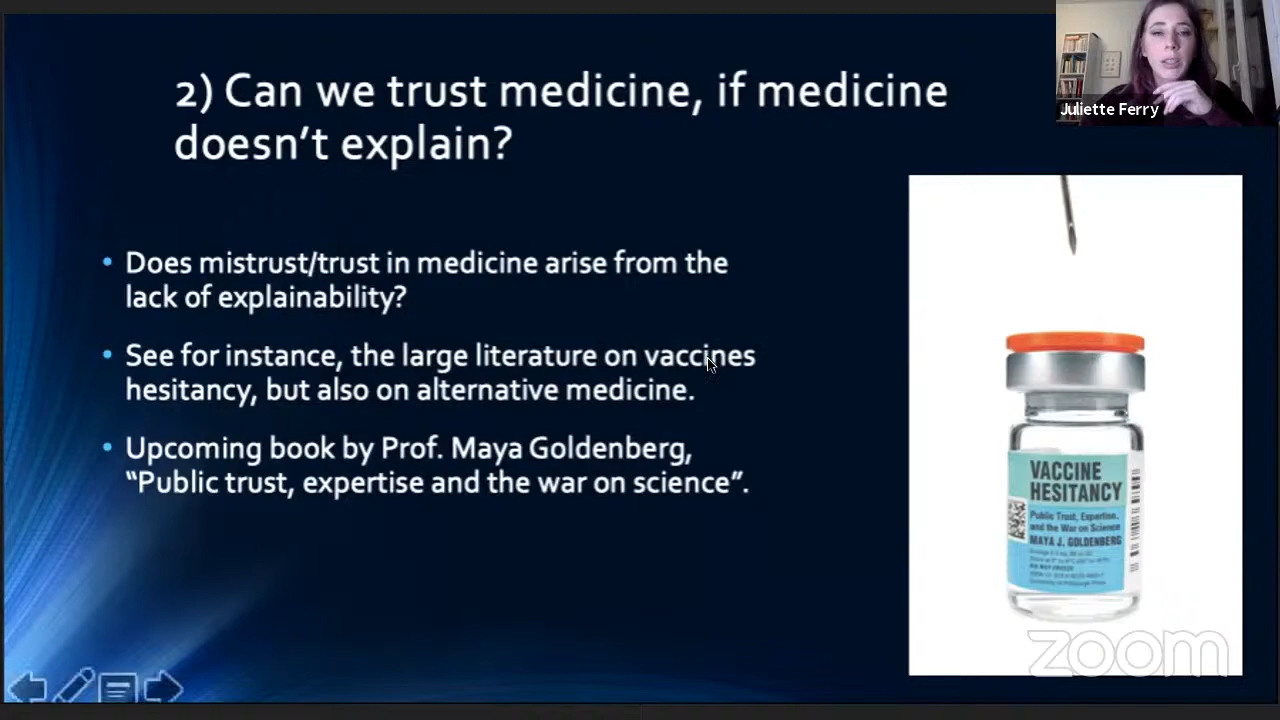 2) Can we trust medicine, if medicine
doesn't explain?
Juliette Ferry
• Does mistrust/trust in medicine arise from the
lack of explainability?
• See for instance, the large literature on vaccines
hesitancy, but also on alternative medicine.
• Upcoming book by Prof. Maya Goldenberg,
“Public trust, expertise and the war on science”.
VACCINE
HESITANCY
Public Trust, Expertise,
and the War on Science
MAYA J. GOLDENBERG
zoom